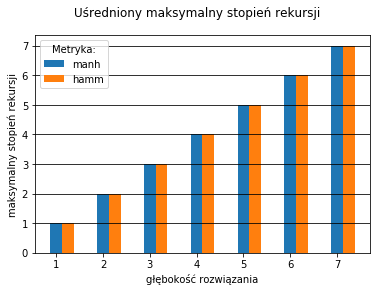 Uśredniony maksymalny stopień rekursji
Metryka:
manh
hamm
maksymalny stopień rekursji
7
6
5
4
3
2
1
0
1 2 3 4 5 6 7
głębokość rozwiązania